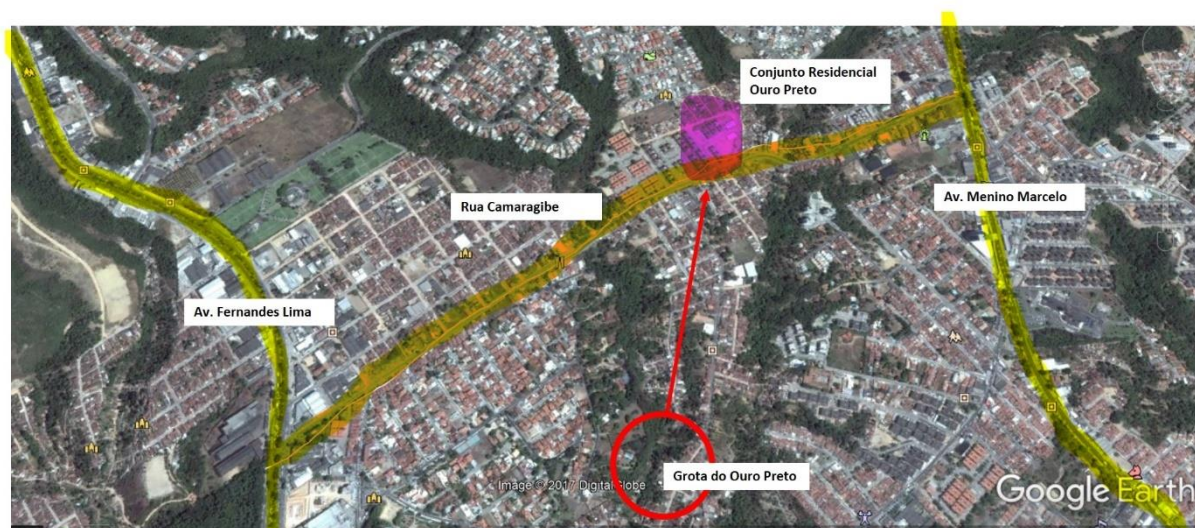 Conjunto Residencial
Ouro Preto
Rua Camaragibe
Av. Menino Marcelo
Av. Fernandes Lima
Grota do Ouro Preto
Image © 2017 DigitalGlobe
Google Earth